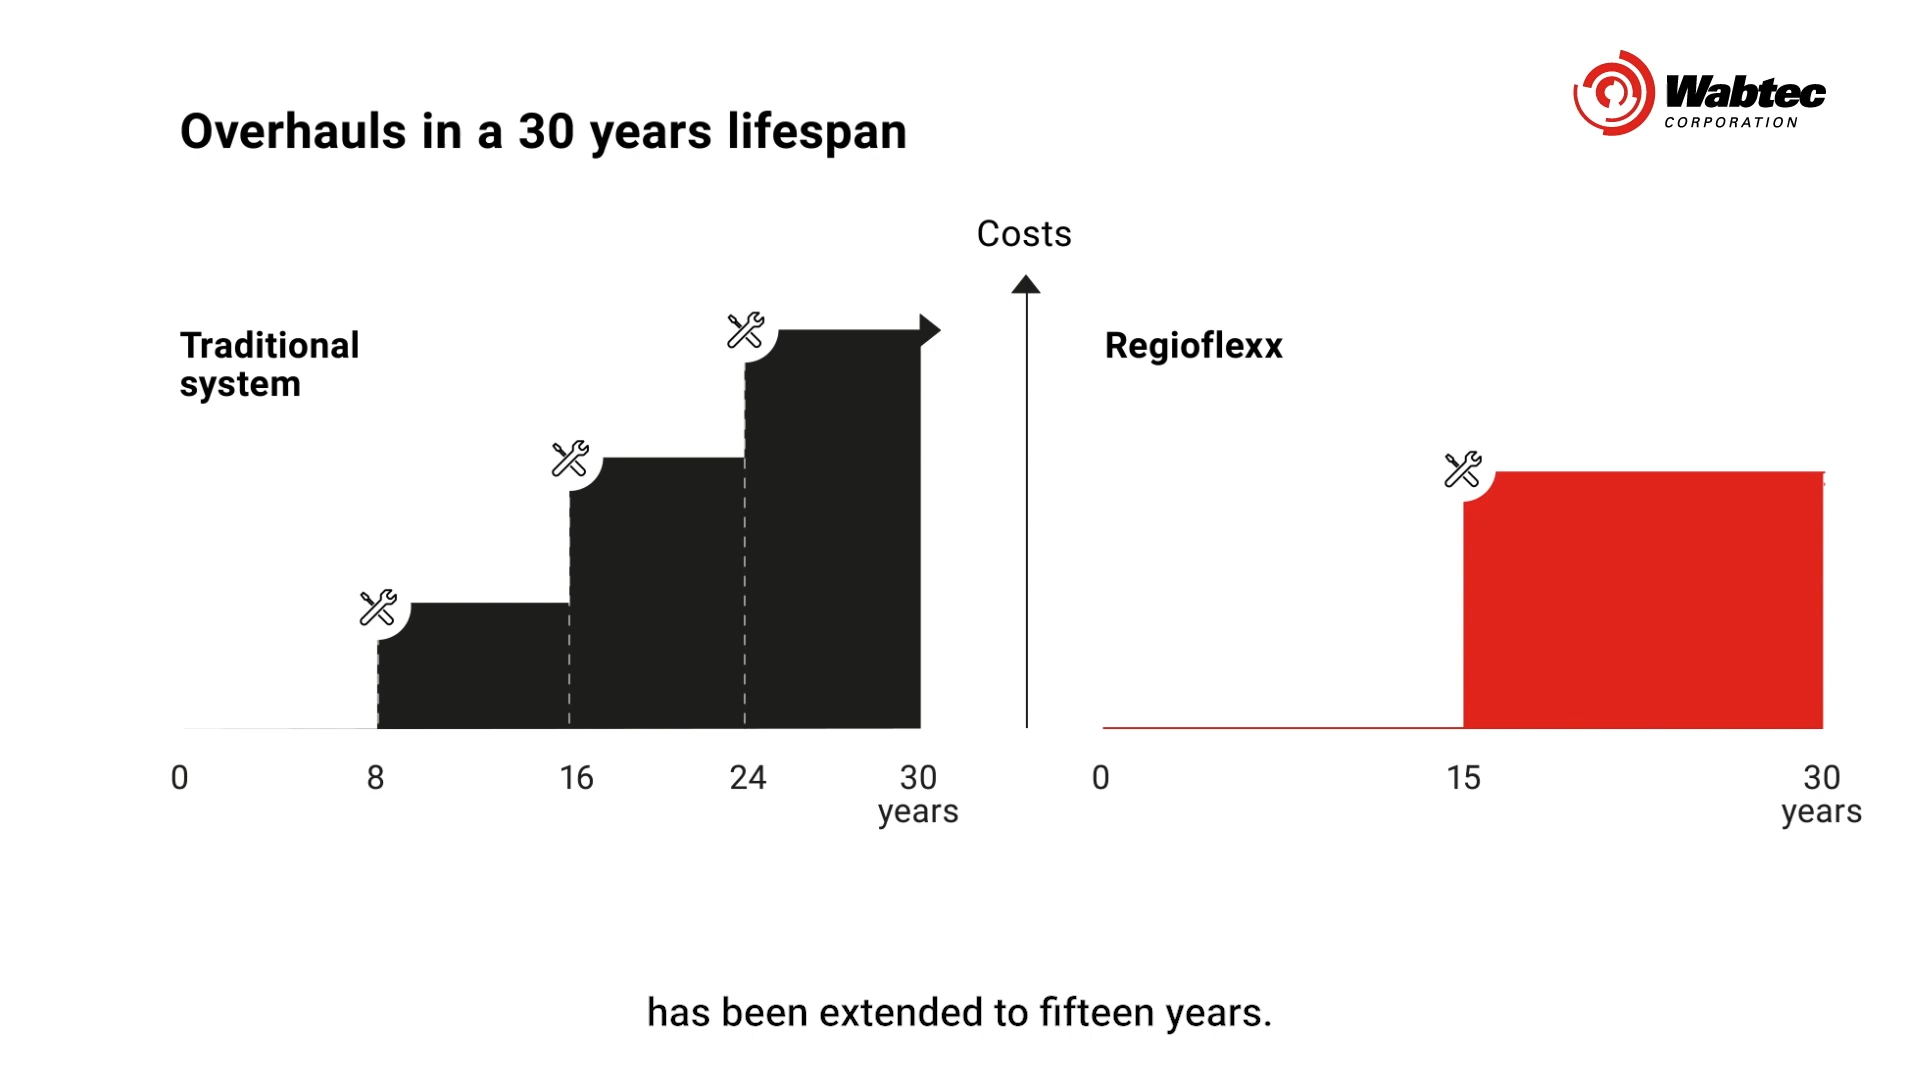 Overhauls in a 30 years lifespan
Wabtec
CORPORATION
Costs
Traditional
system
Regioflexx
0
8
16
24
30
years
0
15
30
years
has been extended to fifteen years.